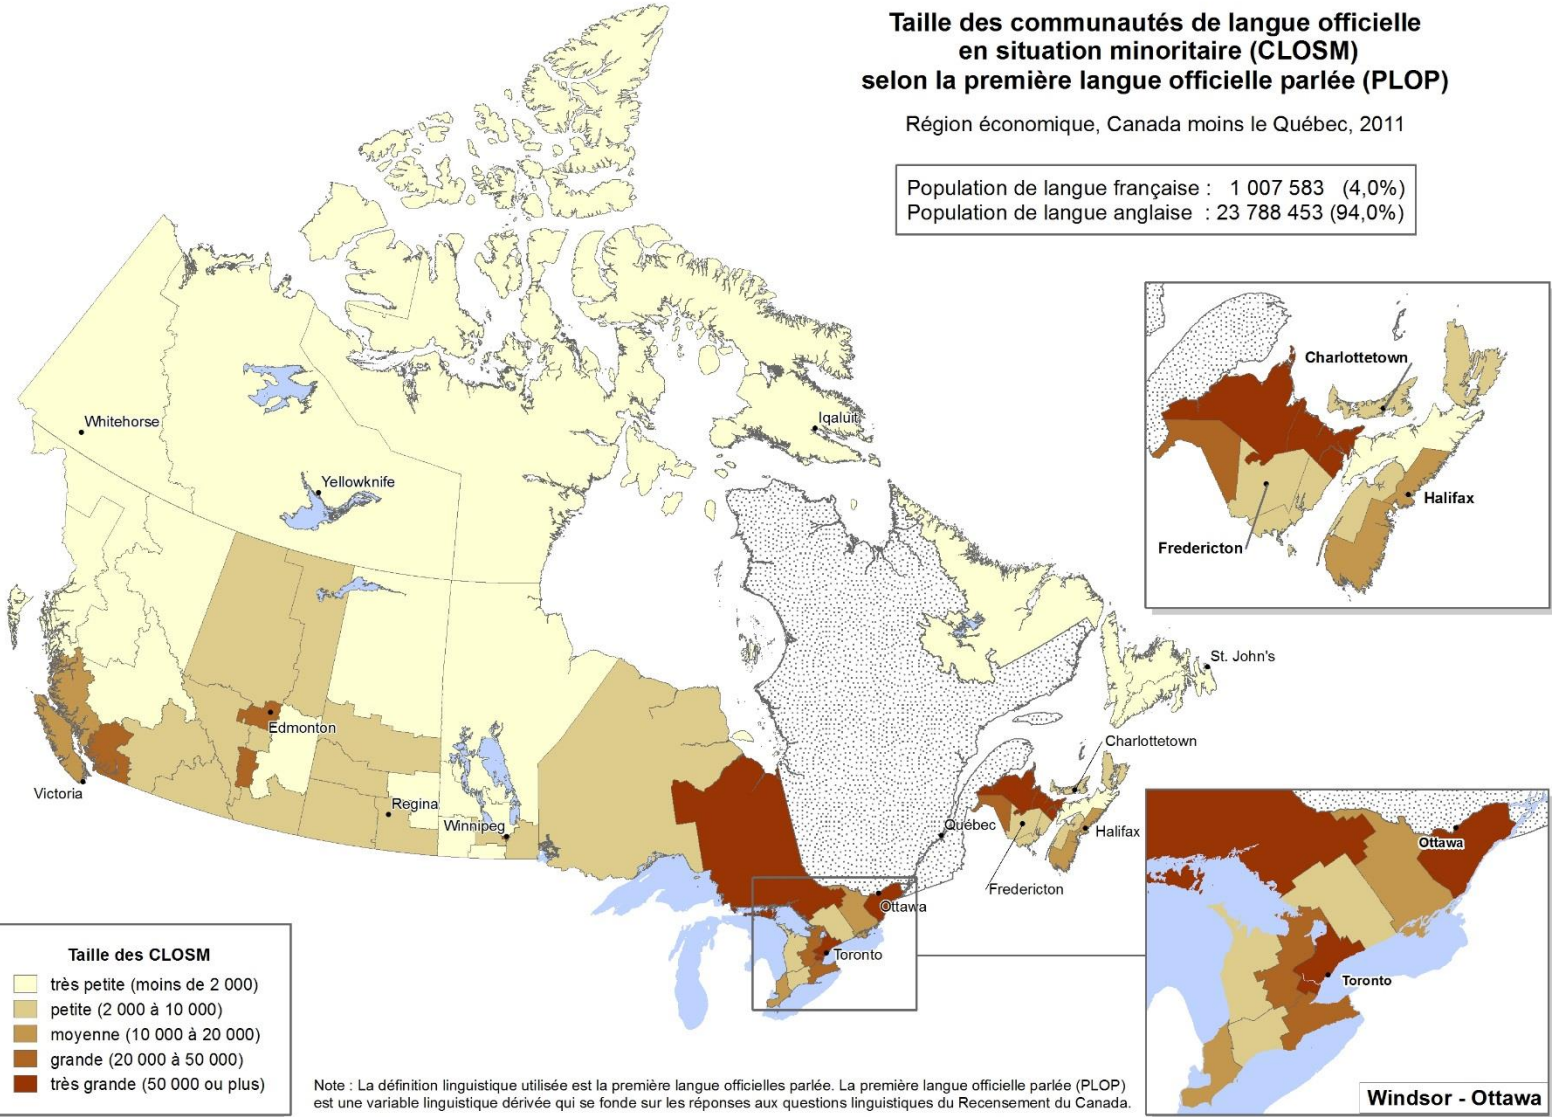 Taille des communautés de langue officielle
en situation minoritaire (CLOSM)
selon la première langue officielle parlée (PLOP)
Région économique, Canada moins le Québec, 2011
Population de langue française : 1 007 583 (4,0%)
Population de langue anglaise : 23 788 453 (94,0%)
Charlottetown
Halifax
Fredericton
Whitehorse
Iqaluit
Yellowknife
St. John's
Edmonton
Charlottetown
Victoria
Regina
Winnipeg
Québec
Halifax
Fredericton
Ottawa
Toronto
Ottawa
Toronto
Windsor - Ottawa
Taille des CLOSM
très petite (moins de 2 000)
petite (2 000 à 10 000)
moyenne (10 000 à 20 000)
grande (20 000 à 50 000)
très grande (50 000 ou plus)
Note : La définition linguistique utilisée est la première langue officielles parlée. La première langue officielle parlée (PLOP)
est une variable linguistique dérivée qui se fonde sur les réponses aux questions linguistiques du Recensement du Canada.